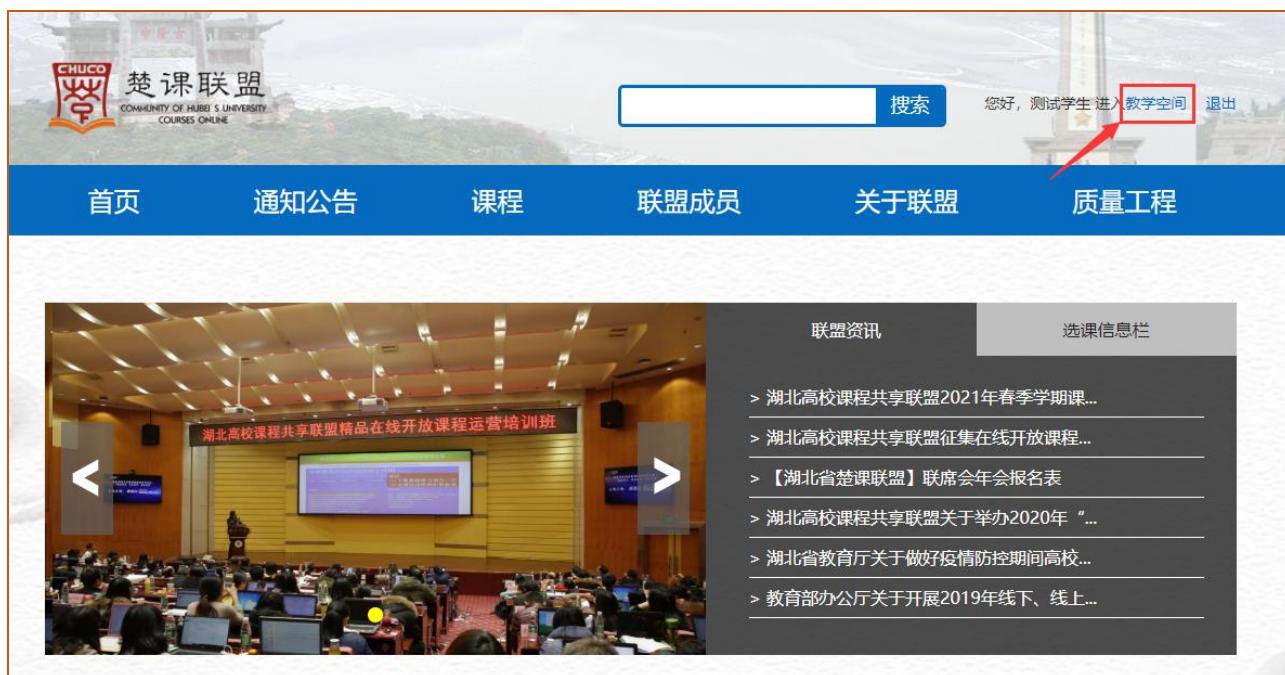 CHUCO
楚课联盟
COMMUNITY OF HUBEI S UNIVERSITY
COURSES ONLINE
搜索
您好，测试学生 进入 教学空间 退出
首页 通知公告 课程 联盟成员 关于联盟 质量工程
湖北高校课程共享联盟精品在线开放课程运营培训班
< >
联盟资讯 选课信息栏
> 湖北高校课程共享联盟2021年春季学期课...
> 湖北高校课程共享联盟征集在线开放课程...
> 【湖北省楚课联盟】联席会年会报名表
> 湖北高校课程共享联盟关于举办2020年“...
> 湖北省教育厅关于做好疫情防控期间高校...
> 教育部办公厅关于开展2019年线下、线上...